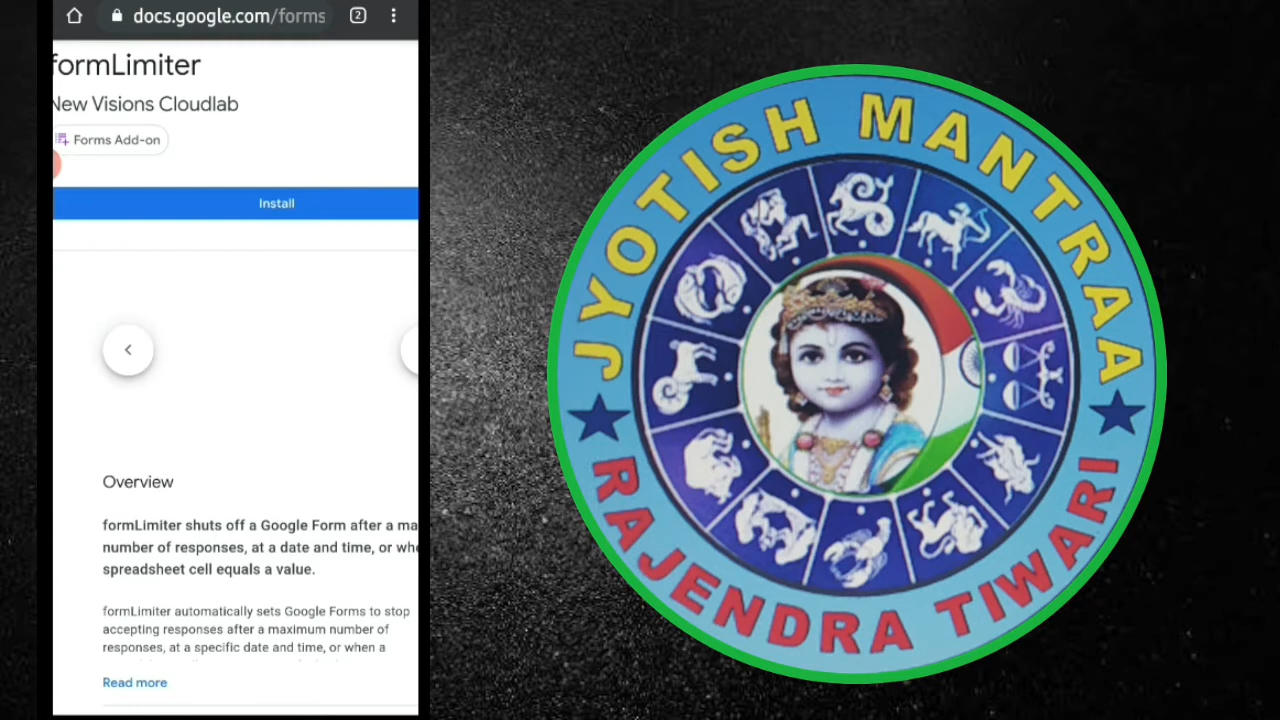 docs.google.com/forms
2
formLimiter
New Visions Cloudlab
Forms Add-on
Install
Overview
formLimiter shuts off a Google Form after a ma
number of responses, at a date and time, or whe
spreadsheet cell equals a value.
formLimiter automatically sets Google Forms to stop
accepting responses after a maximum number of
responses, at a specific date and time, or when a
Read more
JYOTISH MANTRAA
RAJENDRA TIWARI